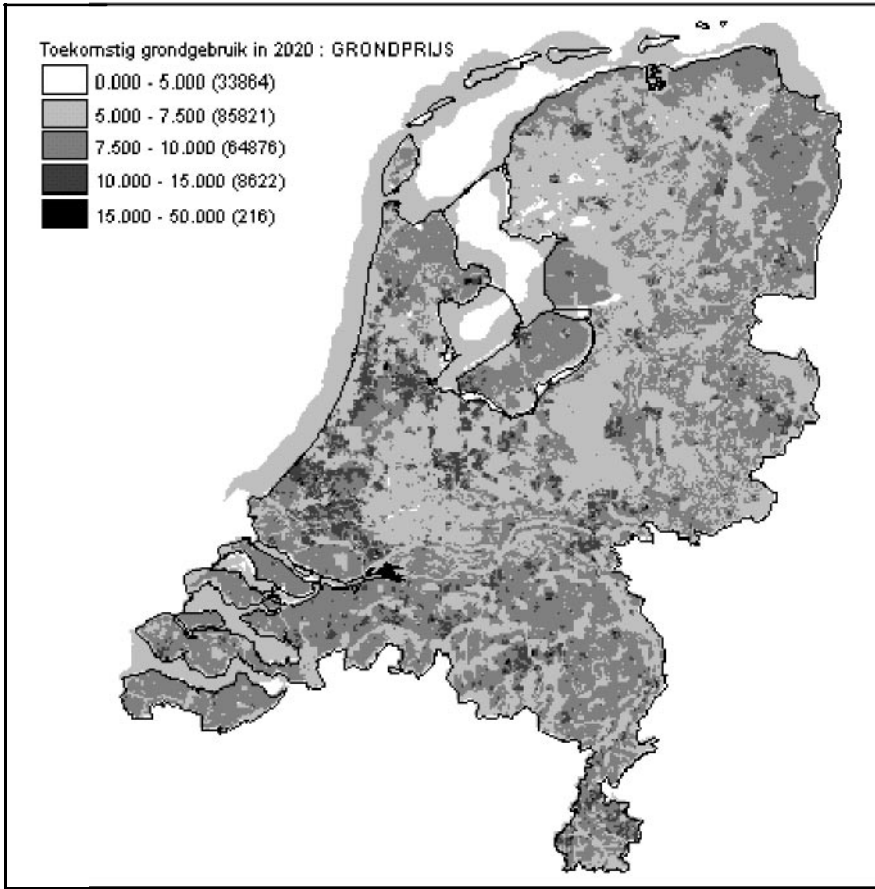 Toekomstig grondgebruik in 2020 : GRONDPRIJS
0.000 - 5.000 (33864)
5.000 - 7.500 (85821)
7.500 - 10.000 (64876)
10.000 - 15.000 (8622)
15.000 - 50.000 (216)